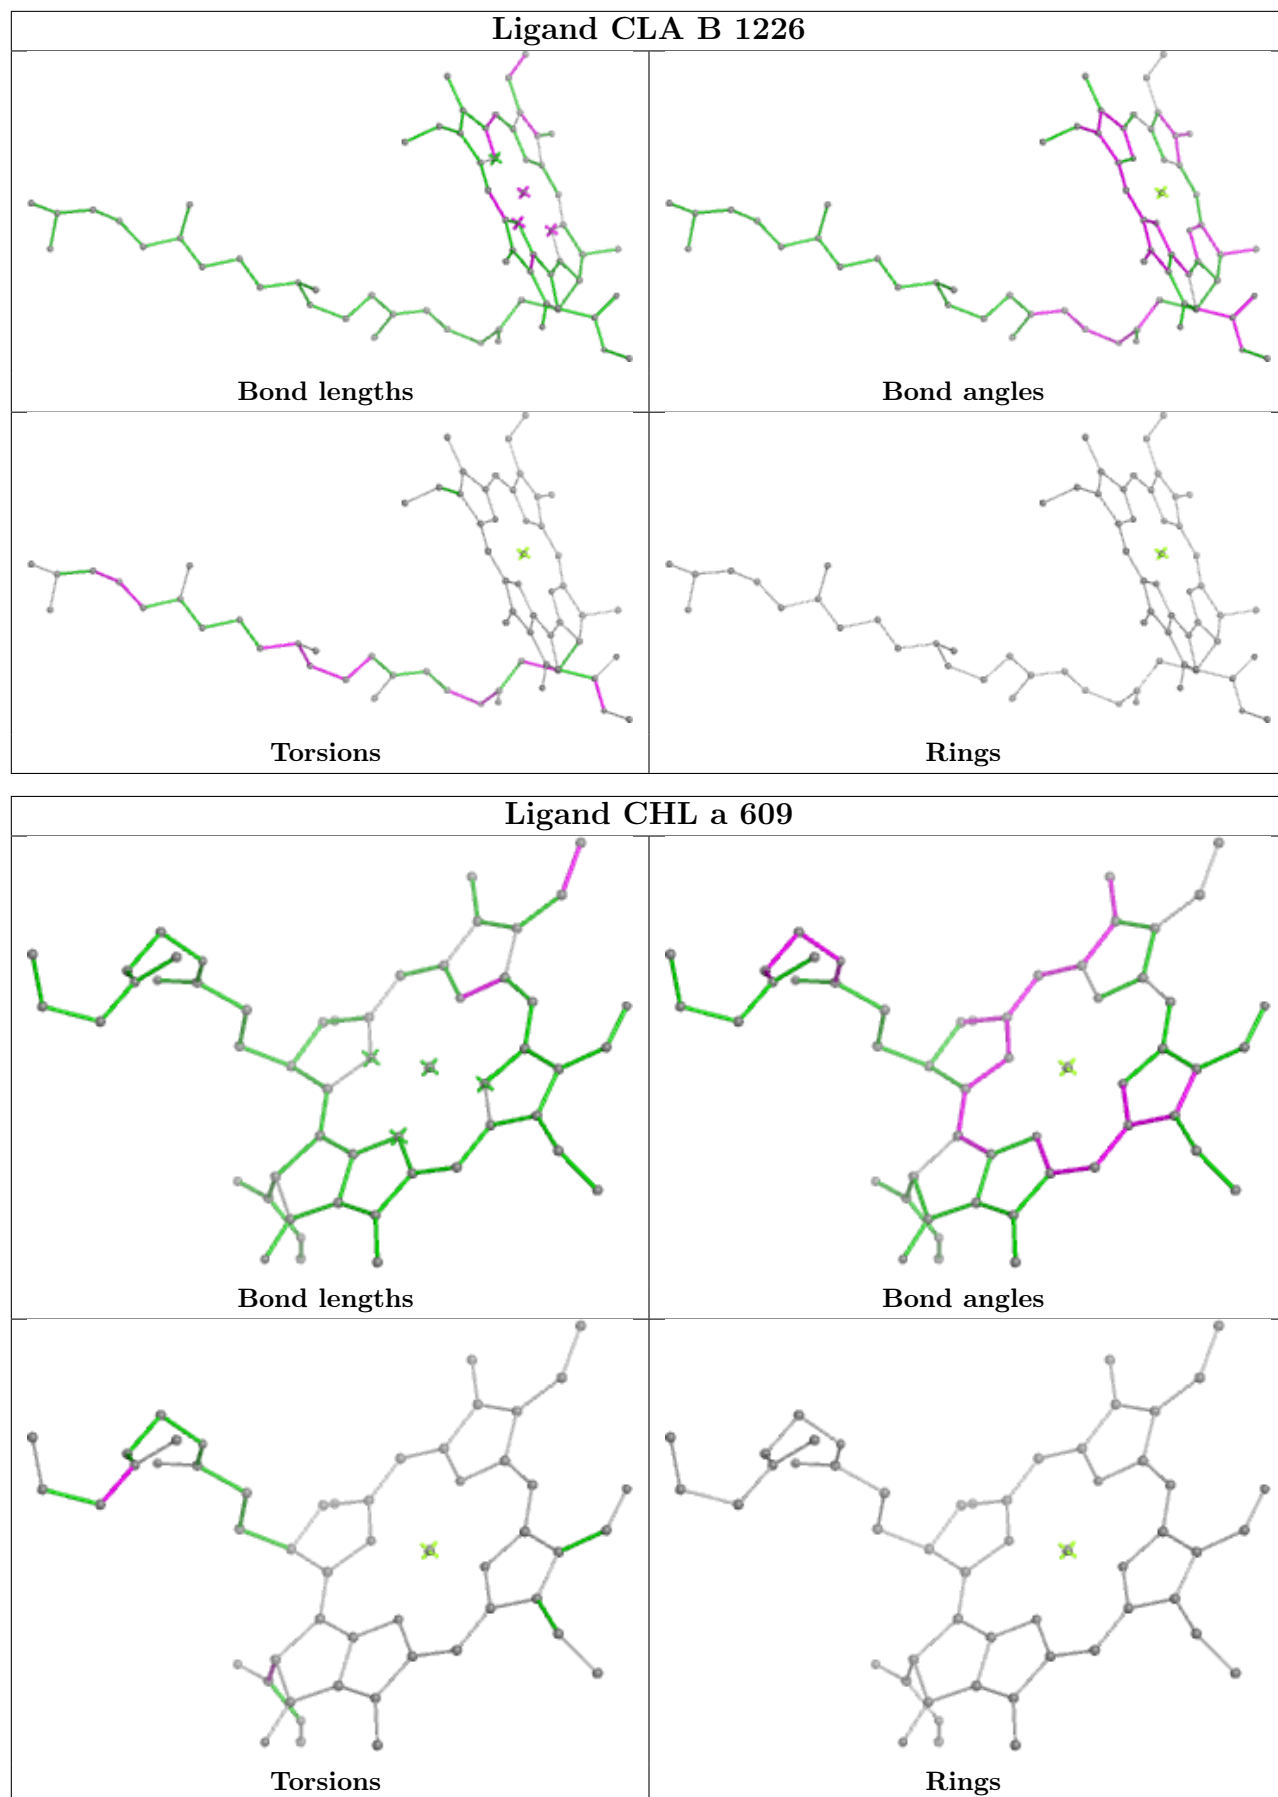 Ligand CLA B 1226
Bond lengths
Bond angles
Torsions
Rings
Ligand CHL a 609
Bond lengths
Bond angles
Torsions
Rings